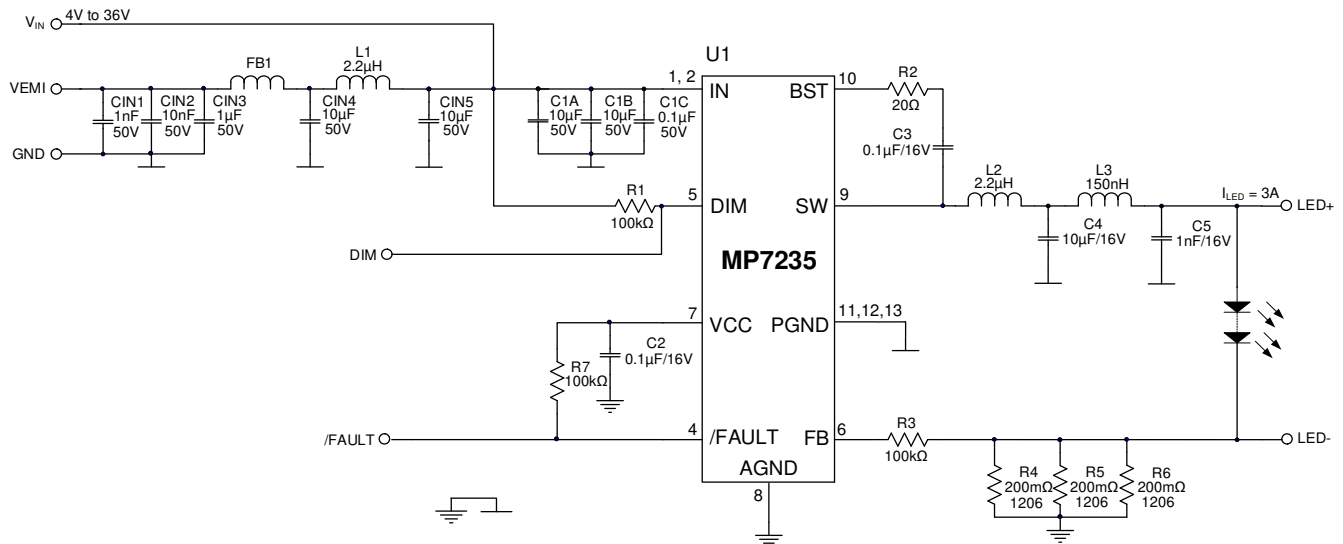 V_IN 4V to 36V
VEMI
GND
CIN1
1nF
50V
CIN2
10nF
50V
CIN3
1µF
50V
FB1
CIN4
10µF
50V
L1
2.2µH
CIN5
10µF
50V
C1A
10µF
50V
C1B
10µF
50V
C1C
0.1µF
50V
R1
100kΩ
DIM
R7
100kΩ
C2
0.1µF/16V
/FAULT
U1
1, 2
IN
BST
10
5
DIM
SW
9
MP7235
7
VCC
PGND
11,12,13
4
/FAULT
FB
6
AGND
8
R2
20Ω
C3
0.1µF/16V
L2
2.2µH
L3
150nH
C4
10µF/16V
C5
1nF/16V
I_LED = 3A
LED+
R3
100kΩ
LED-
R4
200mΩ
1206
R5
200mΩ
1206
R6
200mΩ
1206